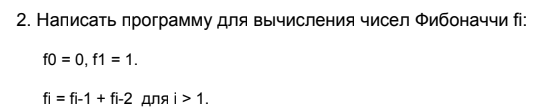 2. Написать программу для вычисления чисел Фибоначчи fi:
f0 = 0, f1 = 1.
fi = fi-1 + fi-2 для i > 1.